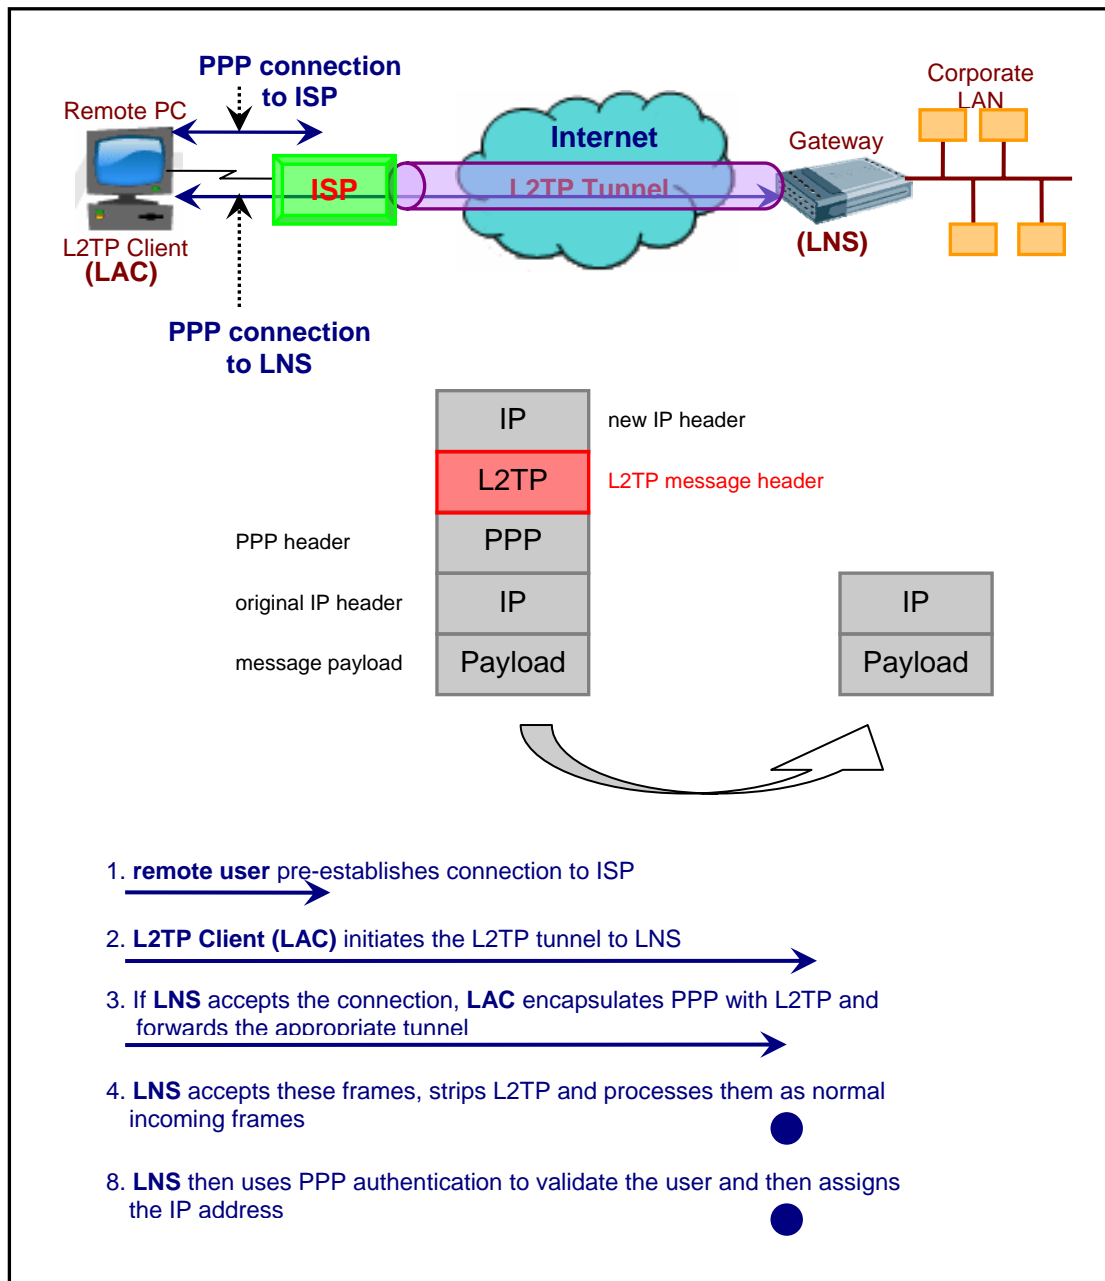 PPP connection
to ISP
Corporate
LAN
Remote PC
Internet
Gateway
ISP
L2TP Tunnel
L2TP Client
(LAC)
(LNS)
PPP connection
to LNS
IP
new IP header
L2TP
L2TP message header
PPP header
PPP
original IP header
IP
IP
message payload
Payload
Payload
1. remote user pre-establishes connection to ISP
2. L2TP Client (LAC) initiates the L2TP tunnel to LNS
3. If LNS accepts the connection, LAC encapsulates PPP with L2TP and
forwards the appropriate tunnel
4. LNS accepts these frames, strips L2TP and processes them as normal
incoming frames
8. LNS then uses PPP authentication to validate the user and then assigns
the IP address